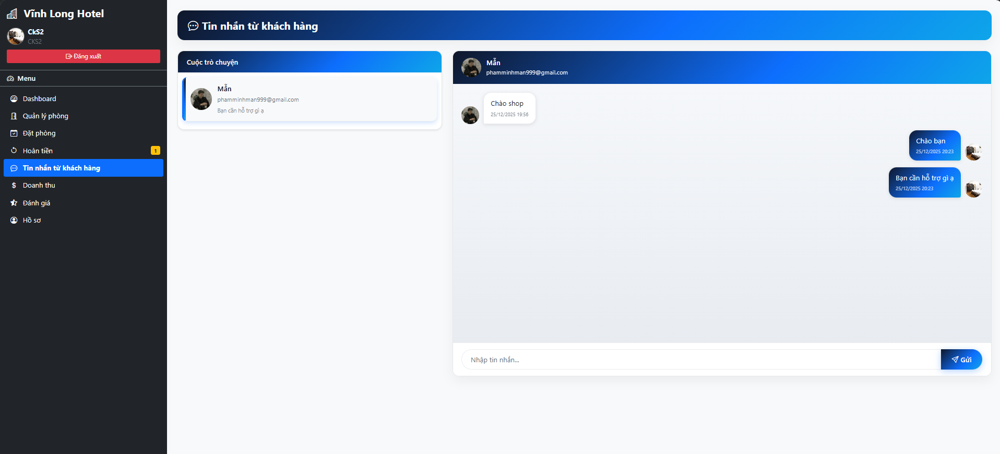 Vĩnh Long Hotel
CkS2
CKS2
Đăng xuất
Menu
Dashboard
Quản lý phòng
Đặt phòng
Hoàn tiền
1
Tin nhắn từ khách hàng
$ Doanh thu
Đánh giá
Hồ sơ
Tin nhắn từ khách hàng
Cuộc trò chuyện
Mẫn
phamminhman999@gmail.com
Bạn cần hỗ trợ gì ạ
Mẫn
phamminhman999@gmail.com
Chào shop
25/12/2025 19:56
Chào bạn
25/12/2025 20:23
Bạn cần hỗ trợ gì ạ
25/12/2025 20:23
Nhập tin nhắn...
Gửi